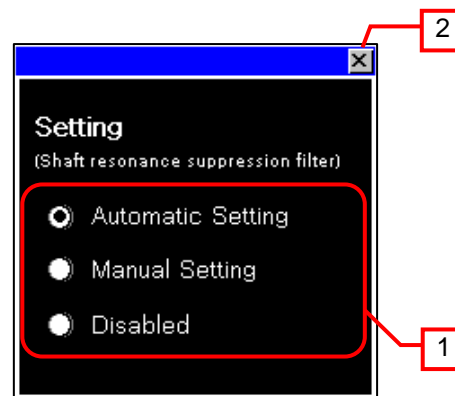 2
Setting
(Shaft resonance suppression filter)
Automatic Setting
Manual Setting
Disabled
1